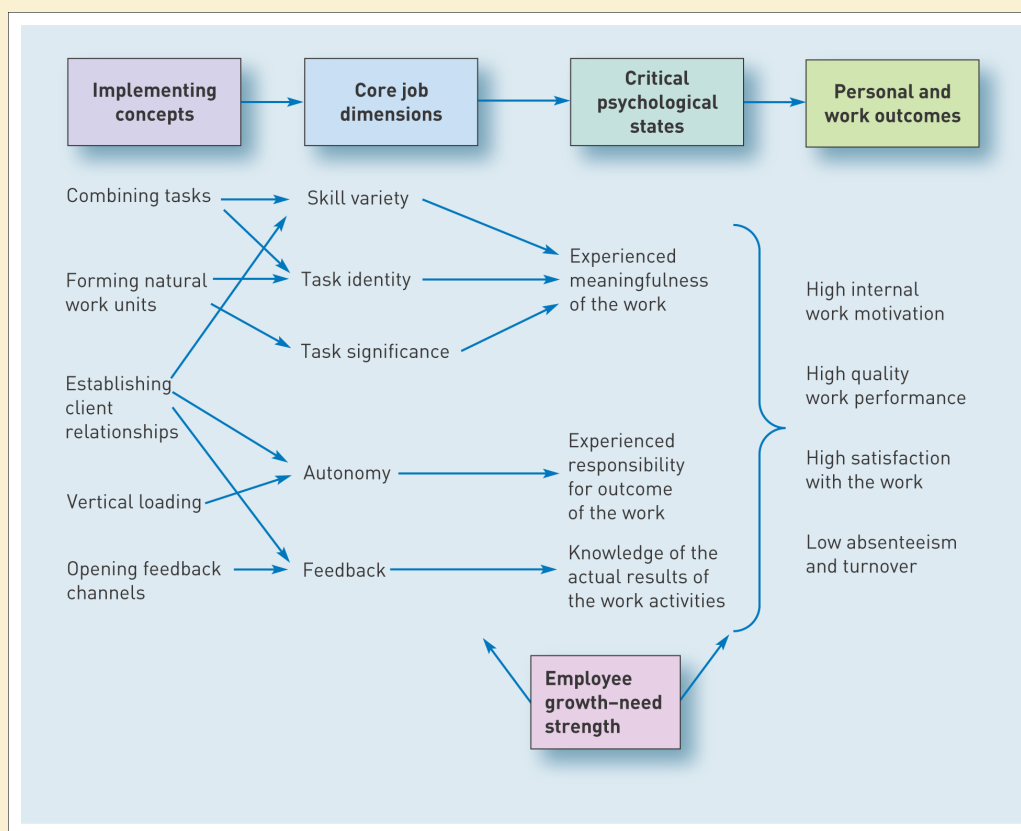 Implementing
concepts
Core job
dimensions
Critical
psychological
states
Personal and
work outcomes
Combining tasks
Forming natural
work units
Establishing
client
relationships
Vertical loading
Opening feedback
channels
Skill variety
Task identity
Task significance
Autonomy
Feedback
Experienced
meaningfulness
of the work
Experienced
responsibility
for outcome
of the work
Knowledge of the
actual results of
the work activities
High internal
work motivation
High quality
work performance
High satisfaction
with the work
Low absenteeism
and turnover
Employee
growth–need
strength